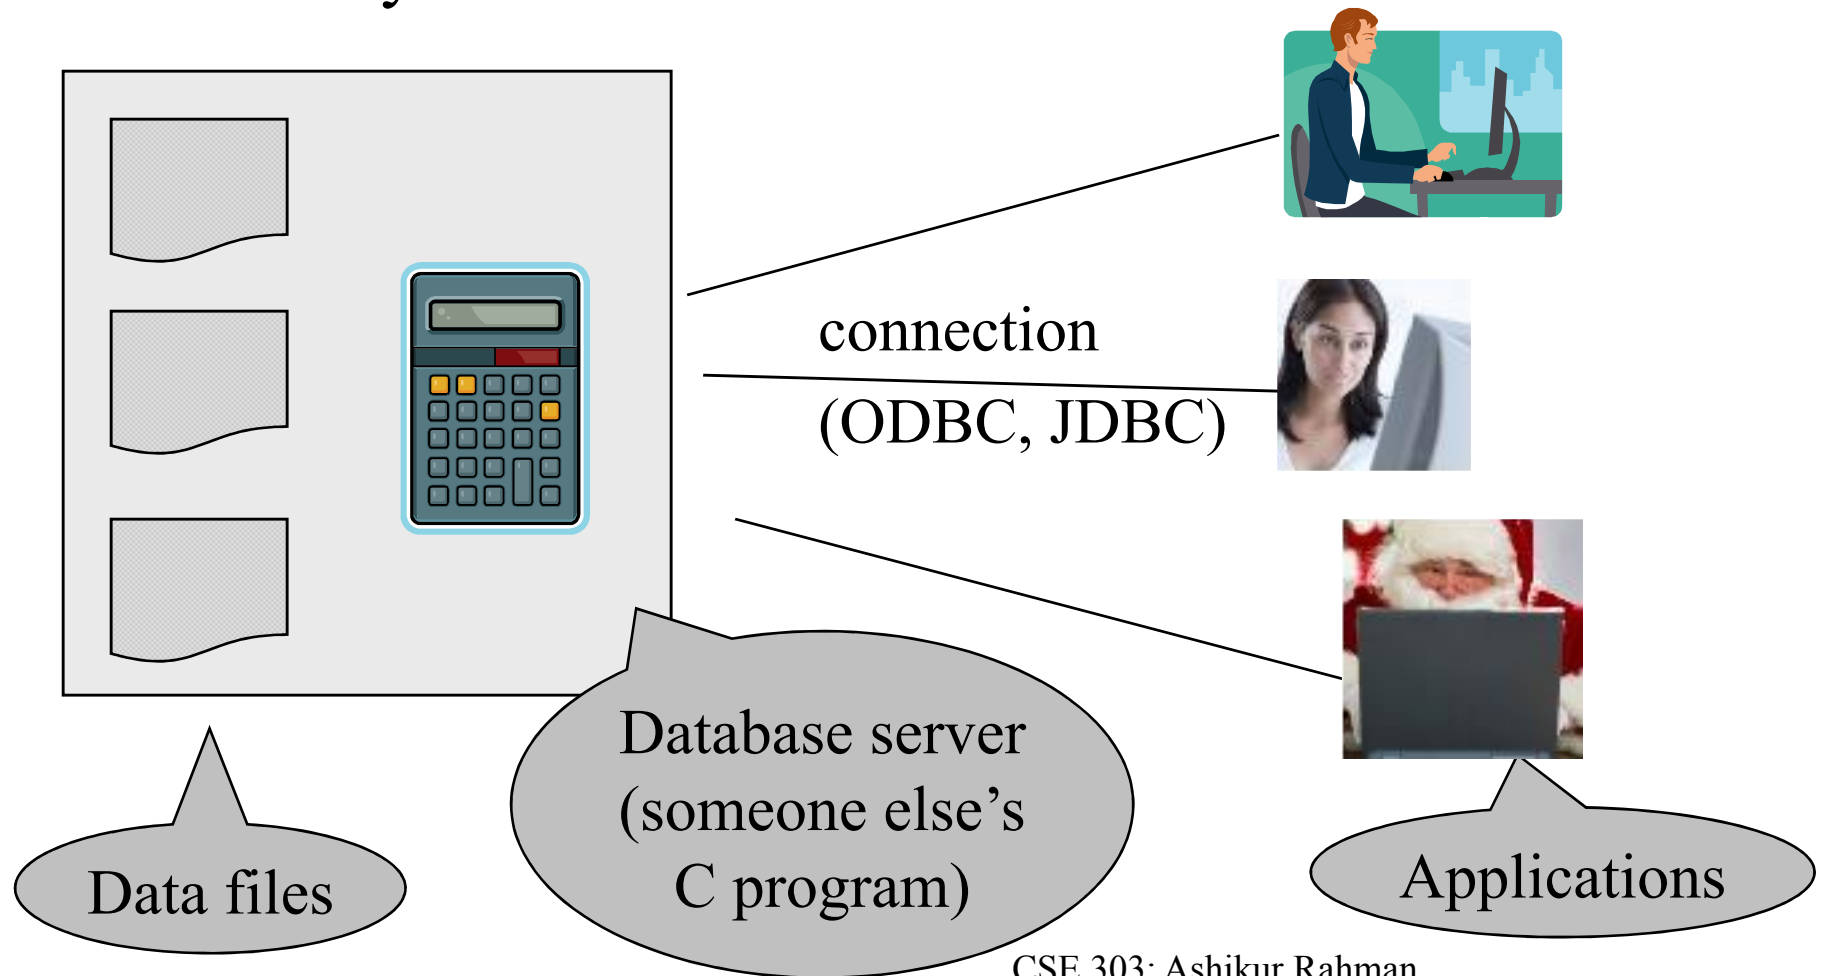 connection
(ODBC, JDBC)
Database server
(someone else’s
C program)
Data files
Applications
CSE 303: Ashikur Rahman